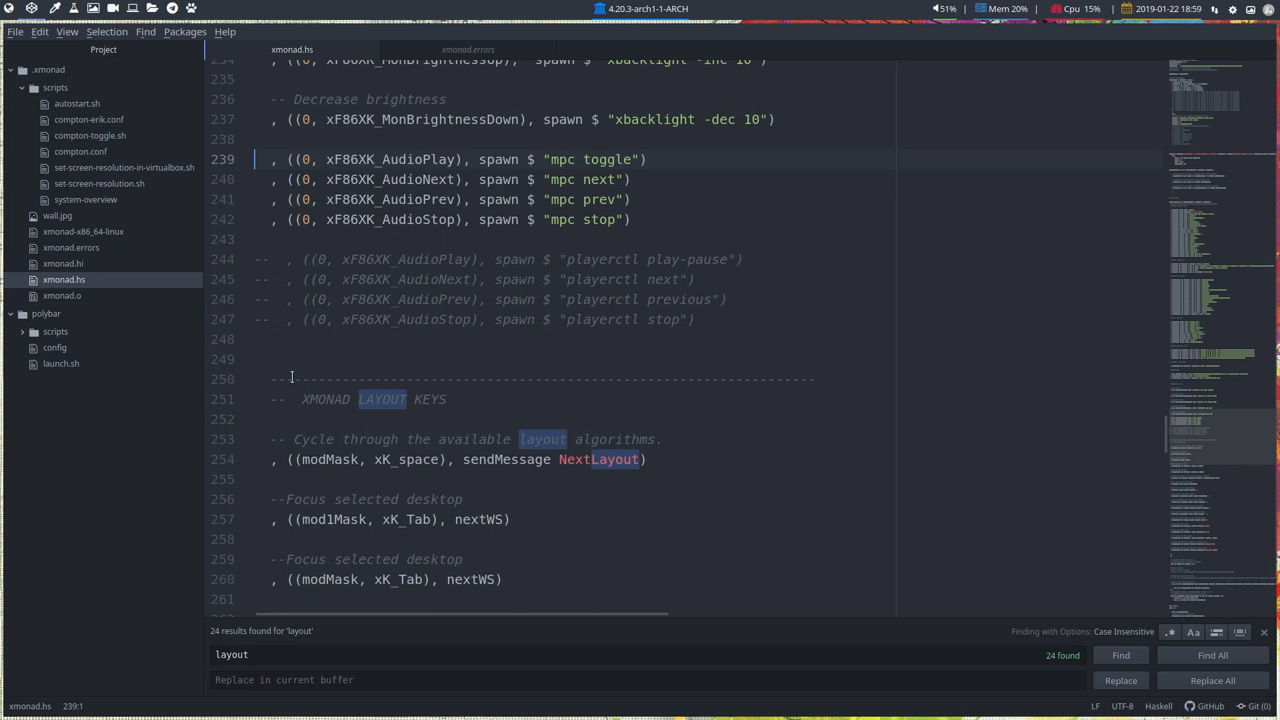 4.20.3-arch1-1-ARCH
51% Mem 20% Cpu 15% 2019-01-22 18:59
File Edit View Selection Find Packages Help
Project
xmonad.hs
xmonad.errors
.xmonad
scripts
autostart.sh
compton-erik.conf
compton-toggle.sh
compton.conf
set-screen-resolution-in-virtualbox.sh
set-screen-resolution.sh
system-overview
wall.jpg
xmonad-x86_64-linux
xmonad.errors
xmonad.hi
xmonad.hs
xmonad.o
polybar
scripts
config
launch.sh
234 , ((0, xF86XK_MonBrightnessUp), spawn $ "xbacklight -inc 10")
235
236 -- Decrease brightness
237 , ((0, xF86XK_MonBrightnessDown), spawn $ "xbacklight -dec 10")
238
239 , ((0, xF86XK_AudioPlay), spawn $ "mpc toggle")
240 , ((0, xF86XK_AudioNext), spawn $ "mpc next")
241 , ((0, xF86XK_AudioPrev), spawn $ "mpc prev")
242 , ((0, xF86XK_AudioStop), spawn $ "mpc stop")
243
244 -- , ((0, xF86XK_AudioPlay), spawn $ "playerctl play-pause")
245 -- , ((0, xF86XK_AudioNext), spawn $ "playerctl next")
246 -- , ((0, xF86XK_AudioPrev), spawn $ "playerctl previous")
247 -- , ((0, xF86XK_AudioStop), spawn $ "playerctl stop")
248
249
250 --------------------------------------------------------------------
251 -- XMONAD LAYOUT KEYS
252
253 -- Cycle through the available layout algorithms.
254 , ((modMask, xK_space), sendMessage NextLayout)
255
256 --Focus selected desktop
257 , ((mod1Mask, xK_Tab), nextWS)
258
259 --Focus selected desktop
260 , ((modMask, xK_Tab), nextWS)
261
24 results found for 'layout'
Finding with Options: Case Insensitive
.* Aa
layout
24 found
Find
Find All
Replace in current buffer
Replace
Replace All
xmonad.hs 239:1
LF UTF-8 Haskell GitHub Git (0)